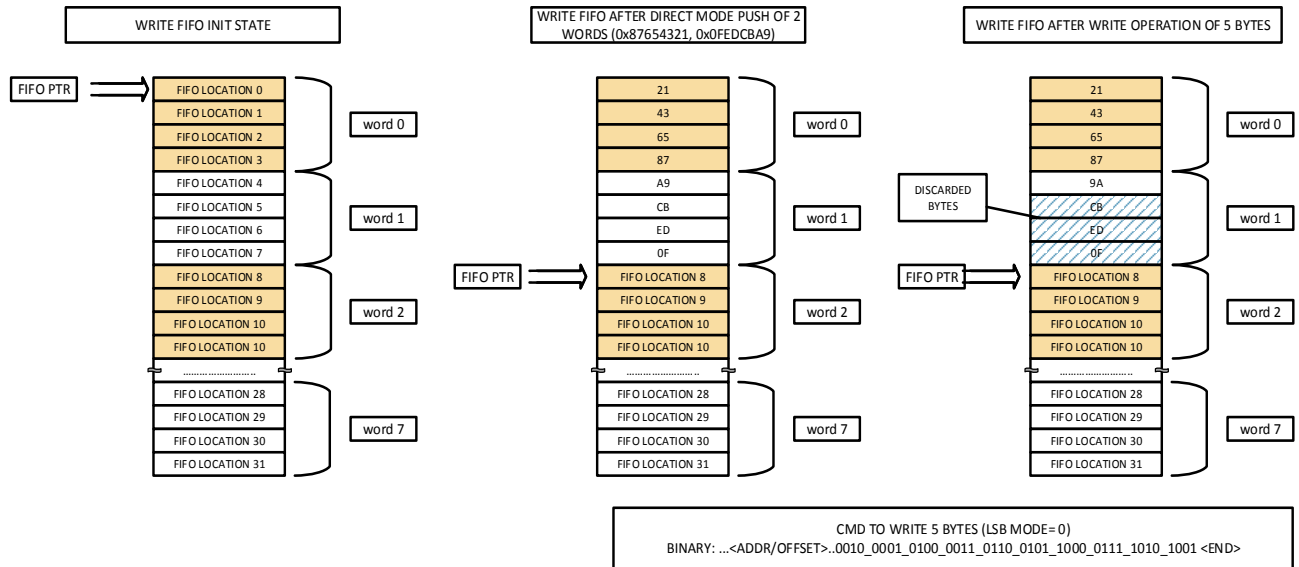 WRITE FIFO INIT STATE
WRITE FIFO AFTER DIRECT MODE PUSH OF 2
WORDS (0x87654321, 0x0FEDCBA9)
WRITE FIFO AFTER WRITE OPERATION OF 5 BYTES
FIFO PTR
FIFO LOCATION 0
FIFO LOCATION 1
FIFO LOCATION 2
FIFO LOCATION 3
FIFO LOCATION 4
FIFO LOCATION 5
FIFO LOCATION 6
FIFO LOCATION 7
FIFO LOCATION 8
FIFO LOCATION 9
FIFO LOCATION 10
FIFO LOCATION 10
...........................
FIFO LOCATION 28
FIFO LOCATION 29
FIFO LOCATION 30
FIFO LOCATION 31
word 0
word 1
word 2
word 7
FIFO PTR
21
43
65
87
A9
CB
ED
0F
FIFO LOCATION 8
FIFO LOCATION 9
FIFO LOCATION 10
FIFO LOCATION 10
...........................
FIFO LOCATION 28
FIFO LOCATION 29
FIFO LOCATION 30
FIFO LOCATION 31
word 0
word 1
word 2
word 7
DISCARDED
BYTES
FIFO PTR
21
43
65
87
9A
CB
ED
0F
FIFO LOCATION 8
FIFO LOCATION 9
FIFO LOCATION 10
FIFO LOCATION 10
...........................
FIFO LOCATION 28
FIFO LOCATION 29
FIFO LOCATION 30
FIFO LOCATION 31
word 0
word 1
word 2
word 7
CMD TO WRITE 5 BYTES (LSB MODE= 0)
BINARY: ...<ADDR/OFFSET>..0010_0001_0100_0011_0110_0101_1000_0111_1010_1001 <END>